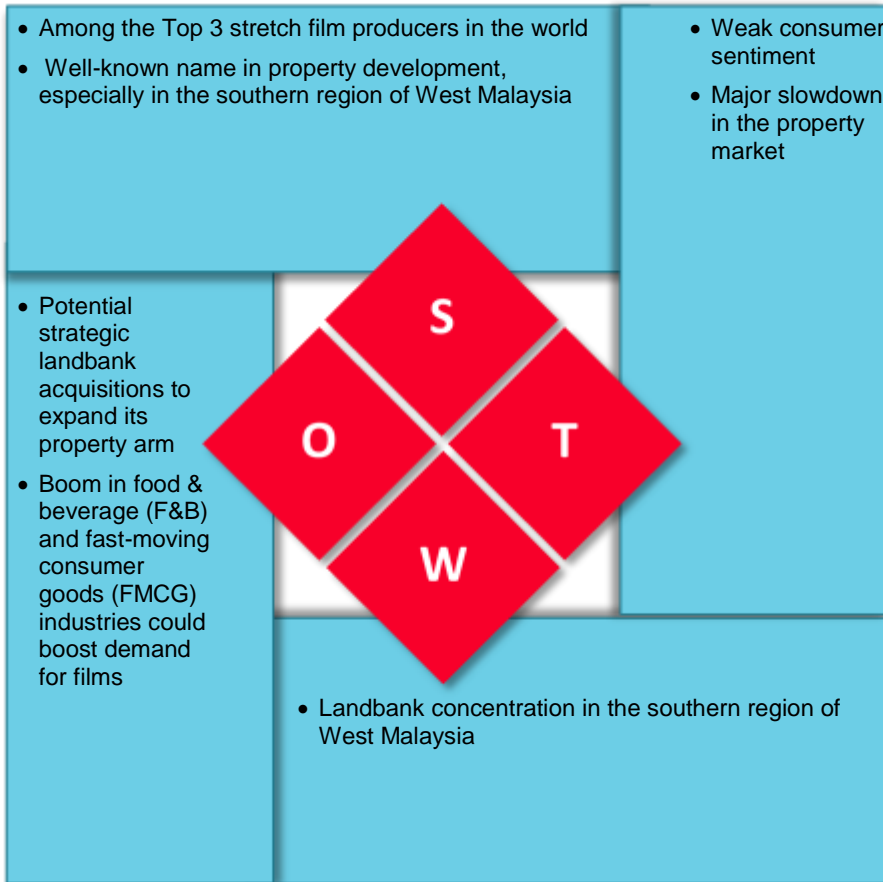 • Among the Top 3 stretch film producers in the world
• Well-known name in property development,
especially in the southern region of West Malaysia
• Weak consumer
sentiment
• Major slowdown
in the property
market
• Potential
strategic
landbank
acquisitions to
expand its
property arm
• Boom in food &
beverage (F&B)
and fast-moving
consumer
goods (FMCG)
industries could
boost demand
for films
S
O
T
W
• Landbank concentration in the southern region of
West Malaysia